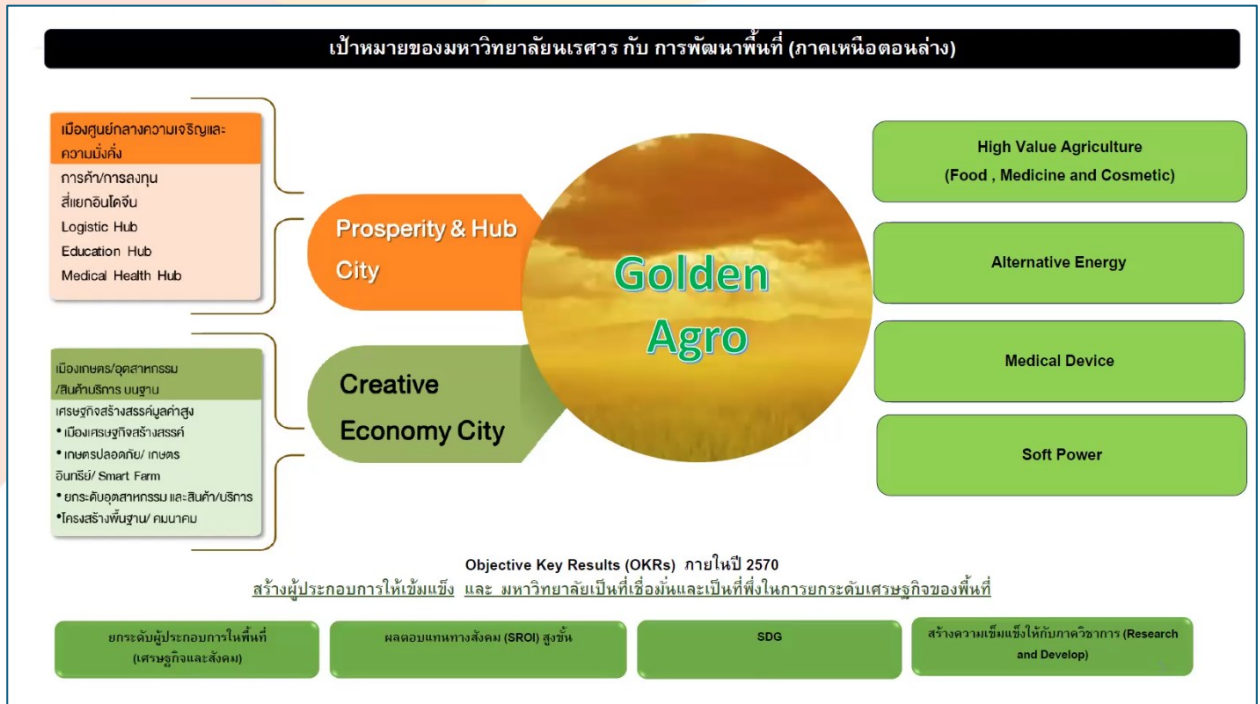 เป้าหมายของมหาวิทยาลัยนเรศวร กับ การพัฒนาพื้นที่ (ภาคเหนือตอนล่าง)
เมืองศูนย์กลางความเจริญและ
ความมั่งคั่ง
การค้า/การลงทุน
สี่แยกอินโดจีน
Logistic Hub
Education Hub
Medical Health Hub
Prosperity & Hub
City
เมืองเกษตร/อุตสาหกรรม
/สินค้าบริการ บนฐาน
เศรษฐกิจสร้างสรรค์มูลค่าสูง
• เมืองเศรษฐกิจสร้างสรรค์
• เกษตรปลอดภัย/ เกษตร
อินทรีย์/ Smart Farm
• ยกระดับอุตสาหกรรม และสินค้า/บริการ
•โครงสร้างพื้นฐาน/ คมนาคม
Creative
Economy City
Golden
Agro
High Value Agriculture
(Food , Medicine and Cosmetic)
Alternative Energy
Medical Device
Soft Power
Objective Key Results (OKRs) ภายในปี 2570
สร้างผู้ประกอบการให้เข้มแข็ง และ มหาวิทยาลัยเป็นที่เชื่อมั่นและเป็นที่พึ่งในการยกระดับเศรษฐกิจของพื้นที่
ยกระดับผู้ประกอบการในพื้นที่
(เศรษฐกิจและสังคม)
ผลตอบแทนทางสังคม (SROI) สูงขึ้น
SDG
สร้างความเข็มแข็งให้กับภาควิชาการ (Research
and Develop)